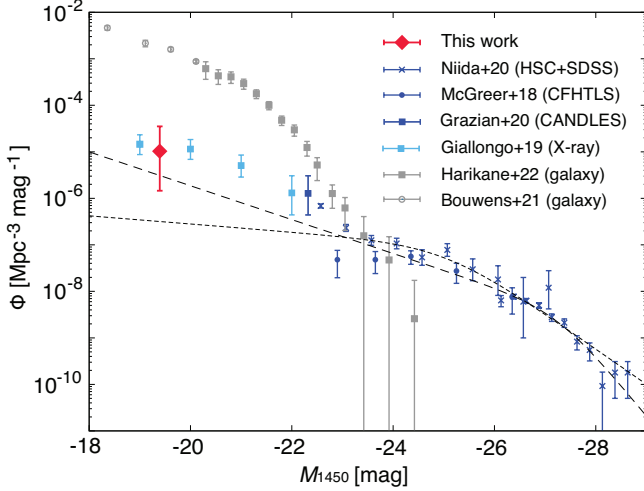 10^-2
10^-4
10^-6
10^-8
10^-10
Φ [Mpc^-3 mag^-1]
This work
Niida+20 (HSC+SDSS)
McGreer+18 (CFHTLS)
Grazian+20 (CANDLES)
Giallongo+19 (X-ray)
Harikane+22 (galaxy)
Bouwens+21 (galaxy)
-18 -20 -22 -24 -26 -28
M1450 [mag]